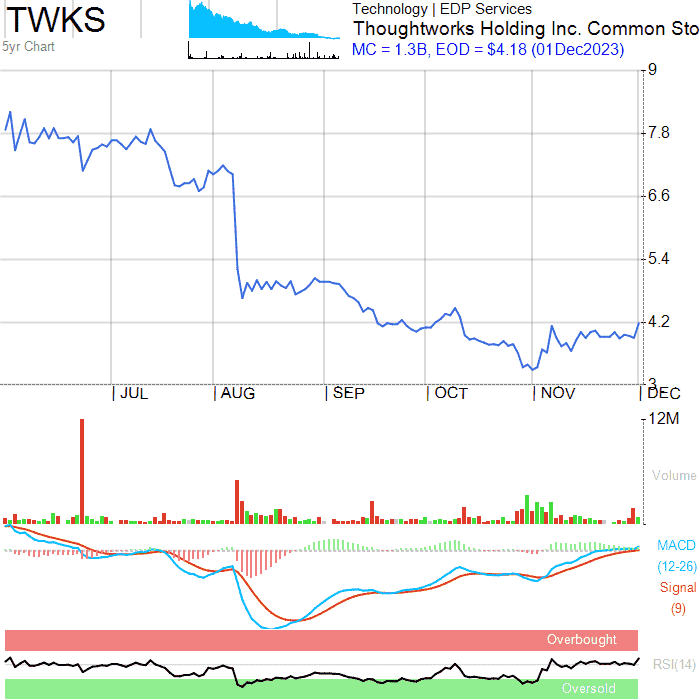 TWKS
5yr Chart
Technology | EDP Services
Thoughtworks Holding Inc. Common Sto
MC = 1.3B, EOD = $4.18 (01Dec2023)
9
7.8
6.6
5.4
4.2
3
JUL
AUG
SEP
OCT
NOV
DEC
12M
Volume
MACD
(12-26)
Signal
(9)
Overbought
RSI(14)
Oversold